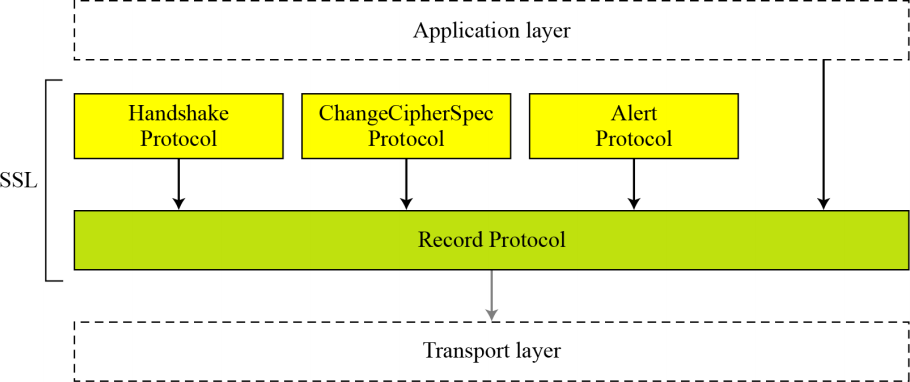 Application layer
Handshake
Protocol
ChangeCipherSpec
Protocol
Alert
Protocol
SSL
Record Protocol
Transport layer